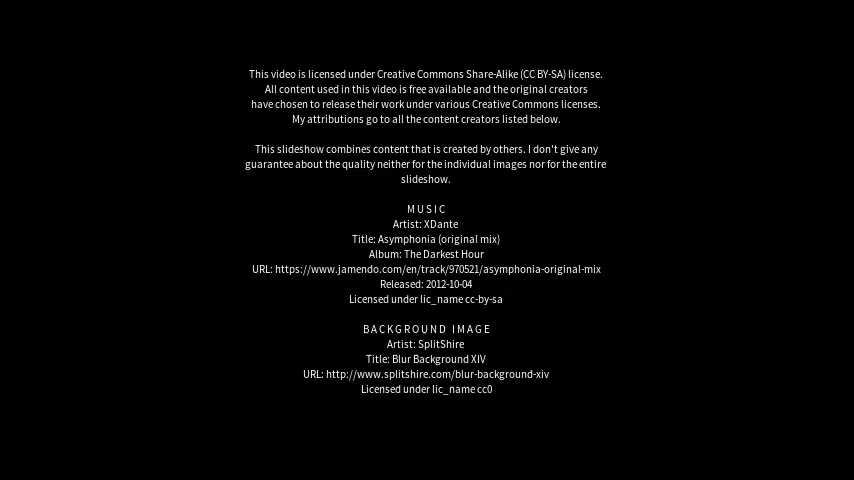 This video is licensed under Creative Commons Share-Alike (CC BY-SA) license.
All content used in this video is free available and the original creators
have chosen to release their work under various Creative Commons licenses.
My attributions go to all the content creators listed below.
This slideshow combines content that is created by others. I don't give any
guarantee about the quality neither for the individual images nor for the entire
slideshow.
MUSIC
Artist: XDante
Title: Asymphonia (original mix)
Album: The Darkest Hour
URL: https://www.jamendo.com/en/track/970521/asymphonia-original-mix
Released: 2012-10-04
Licensed under lic_name cc-by-sa
BACKGROUND IMAGE
Artist: SplitShire
Title: Blur Background XIV
URL: http://www.splitshire.com/blur-background-xiv
Licensed under lic_name cc0